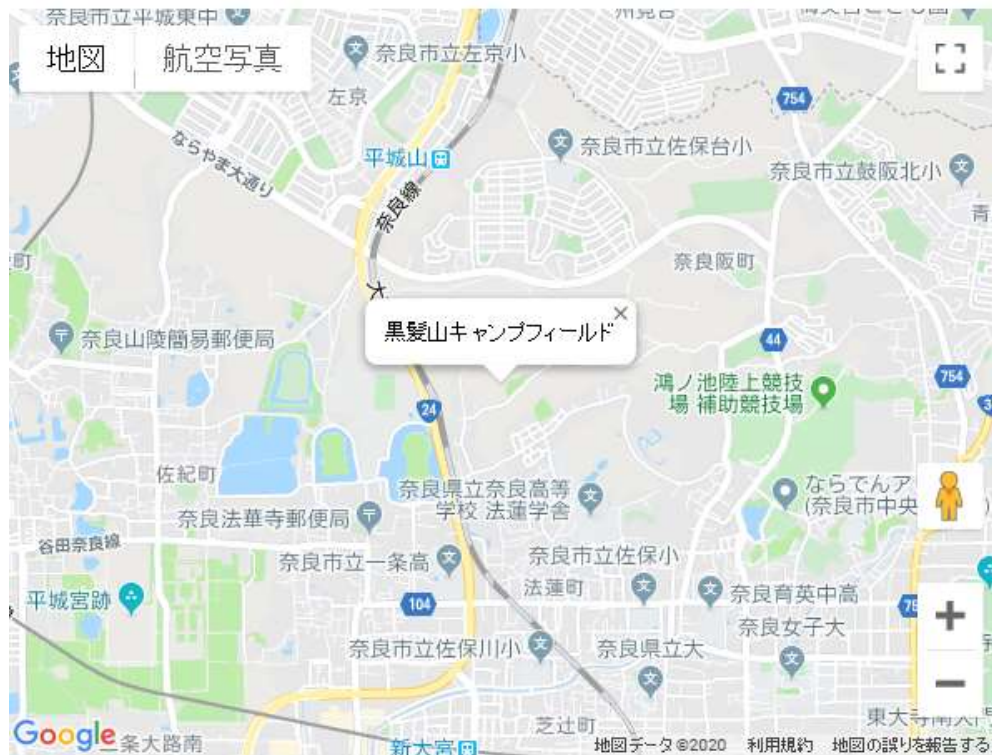 奈良市立平城東中
地図
航空写真
奈良市立左京小
左京
754
ならやま大通り
平城山
奈良市立佐保台小
奈良市立鼓阪北小
奈良線
青
奈良阪町
町
大
黒髪山キャンプフィールド
奈良山陵簡易郵便局
44
754
鴻ノ池陸上競技
場 補助競技場
24
佐紀町
奈良県立奈良高等
学校 法蓮学舎
ならでんア
(奈良市中央
奈良法華寺郵便局
谷田奈良線
奈良市立一条高
奈良市立佐保小
法蓮町
平城宮跡
104
奈良育英中高
奈良女子大
奈良市立佐保川小
奈良県立大
芝辻町
Google
二条大路南
新大宮
地図データ ©2020
利用規約
地図の誤りを報告する